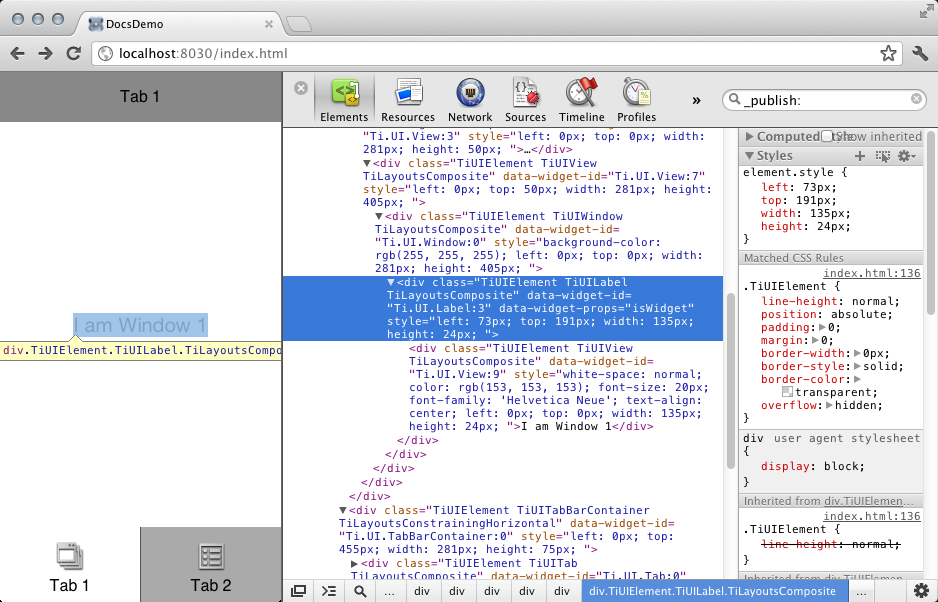 DocsDemo
localhost:8030/index.html
Tab 1
Elements
Resources
Network
Sources
Timeline
Profiles
»
_publish:
I am Window 1
div.TiUIElement.TiUILabel.TiLayoutsCompo
Tab 1
Tab 2
"Ti.UI.View:3" style="left: 0px; top: 0px; width:
281px; height: 50px; ">…</div>
▼<div class="TiUIElement TiUIView
TiLayoutsComposite" data-widget-id="Ti.UI.View:7"
style="left: 0px; top: 50px; width: 281px; height:
405px; ">
▼<div class="TiUIElement TiUIWindow
TiLayoutsComposite" data-widget-id=
"Ti.UI.Window:0" style="background-color:
rgb(255, 255, 255); left: 0px; top: 0px; width:
281px; height: 405px; ">
▼<div class="TiUIElement TiUILabel
TiLayoutsComposite" data-widget-id=
"Ti.UI.Label:3" data-props="isWidget"
style="left: 73px; top: 191px; width: 135px;
height: 24px; ">
<div class="TiUIElement TiUIView
TiLayoutsComposite" data-widget-id=
"Ti.UI.View:9" style="white-space: normal;
color: rgb(153, 153, 153); font-size: 20px;
font-family: 'Helvetica Neue'; text-align:
center; left: 0px; top: 0px; width: 135px;
height: 24px; ">I am Window 1</div>
</div>
</div>
</div>
</div>
</div>
▼<div class="TiUIElement TiUITabBarContainer
TiLayoutsConstrainingHorizontal" data-widget-id=
"Ti.UI.TabBarContainer:0" style="left: 0px; top:
455px; width: 281px; height: 75px; ">
▶<div class="TiUIElement TiUITab
TiLayoutsComposite" data-widget-id="Ti.UI.Tab:0"
▶ Computed Style Show inherited
▼ Styles
element.style {
left: 73px;
top: 191px;
width: 135px;
height: 24px;
}
Matched CSS Rules
index.html:136
.TiUIElement {
line-height: normal;
position: absolute;
padding:▶0;
margin:▶0;
border-width:▶0px;
border-style:▶solid;
border-color:▶
transparent;
overflow:▶hidden;
}
div user agent stylesheet
{
display: block;
}
Inherited from div.TiUIElemen…
index.html:136
.TiUIElement {
line-height: normal;
}
Inherited from div.TiUIElemen…
... div div div div div div.TiUIElement.TiUILabel.TiLayoutsComposite ...